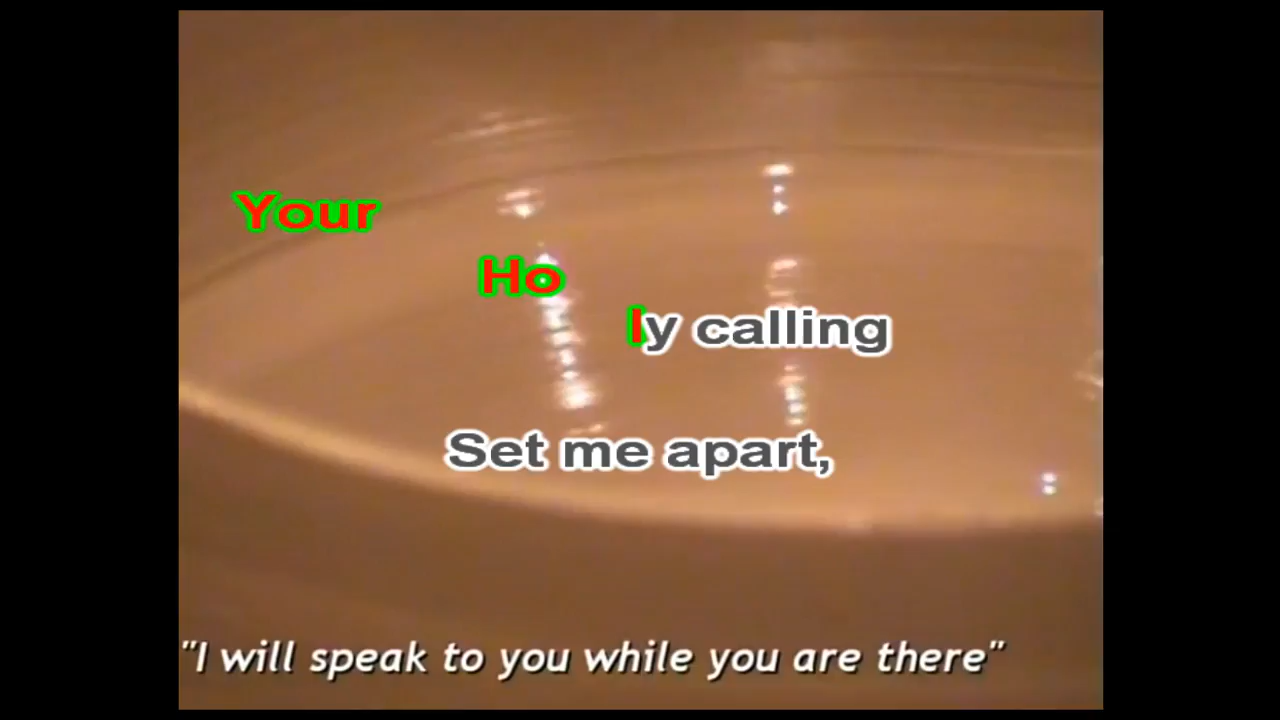 Your
Ho
ly calling
Set me apart,
"I will speak to you while you are there"